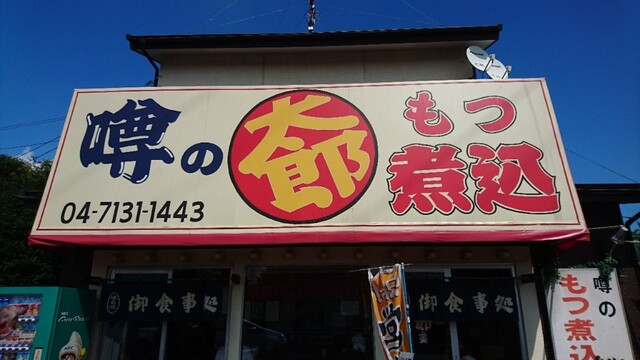 噂の
太郎
もつ
煮込
04-7131-1443
御食事処
御食事処
噂の
もつ煮込